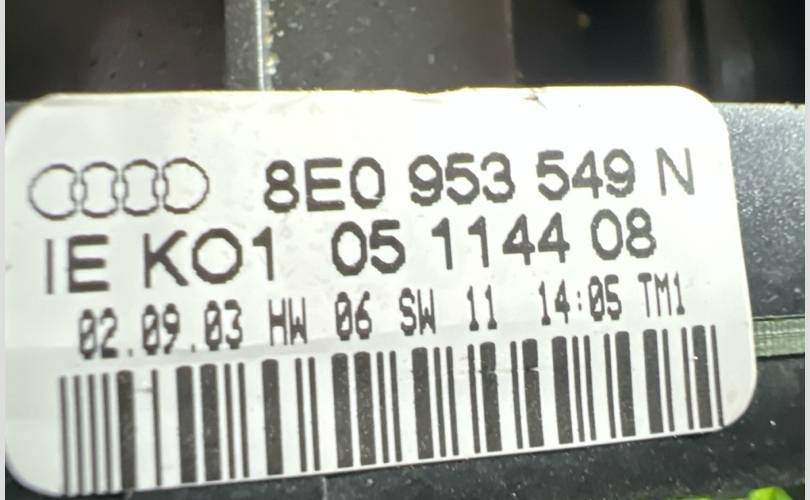 8E0 953 549 N
IE KO1 05 1144 08
02.09.03 HW 06 SW 11 14:05 TM1